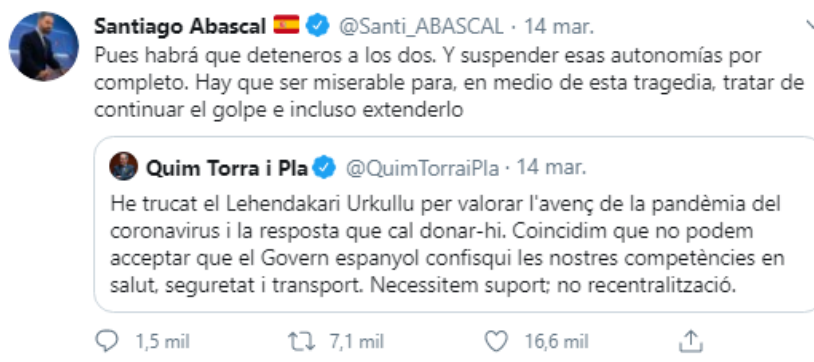 Santiago Abascal 🇪🇸 @Santi_ABASCAL · 14 mar.
Pues habrá que deteneros a los dos. Y suspender esas autonomías por
completo. Hay que ser miserable para, en medio de esta tragedia, tratar de
continuar el golpe e incluso extenderlo
Quim Torra i Pla @QuimTorraiPla · 14 mar.
He trucat el Lehendakari Urkullu per valorar l'avenç de la pandèmia del
coronavirus i la resposta que cal donar-hi. Coincidim que no podem
acceptar que el Govern espanyol confisqui les nostres competències en
salut, seguretat i transport. Necessitem suport; no recentralització.
1,5 mil 7,1 mil 16,6 mil